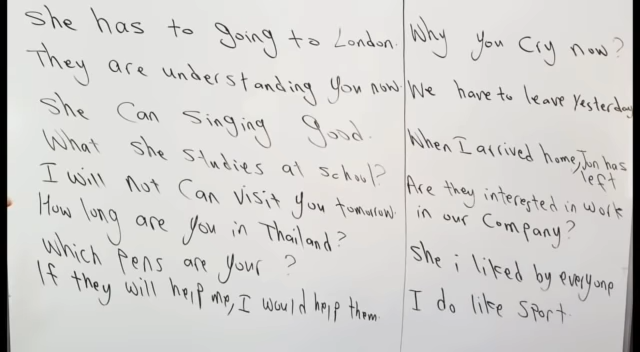 She has to going to London.
They are understanding you now.
She can singing good.
What she studies at school?
I will not can visit you tomorrow.
How long are you in Thailand?
Which pens are your ?
If they will help me, I would help them.
Why you cry now?
We have to leave yesterday
When I arrived home, Jon has
left
Are they interested in work
in our company?
She i liked by everyone
I do like sport.